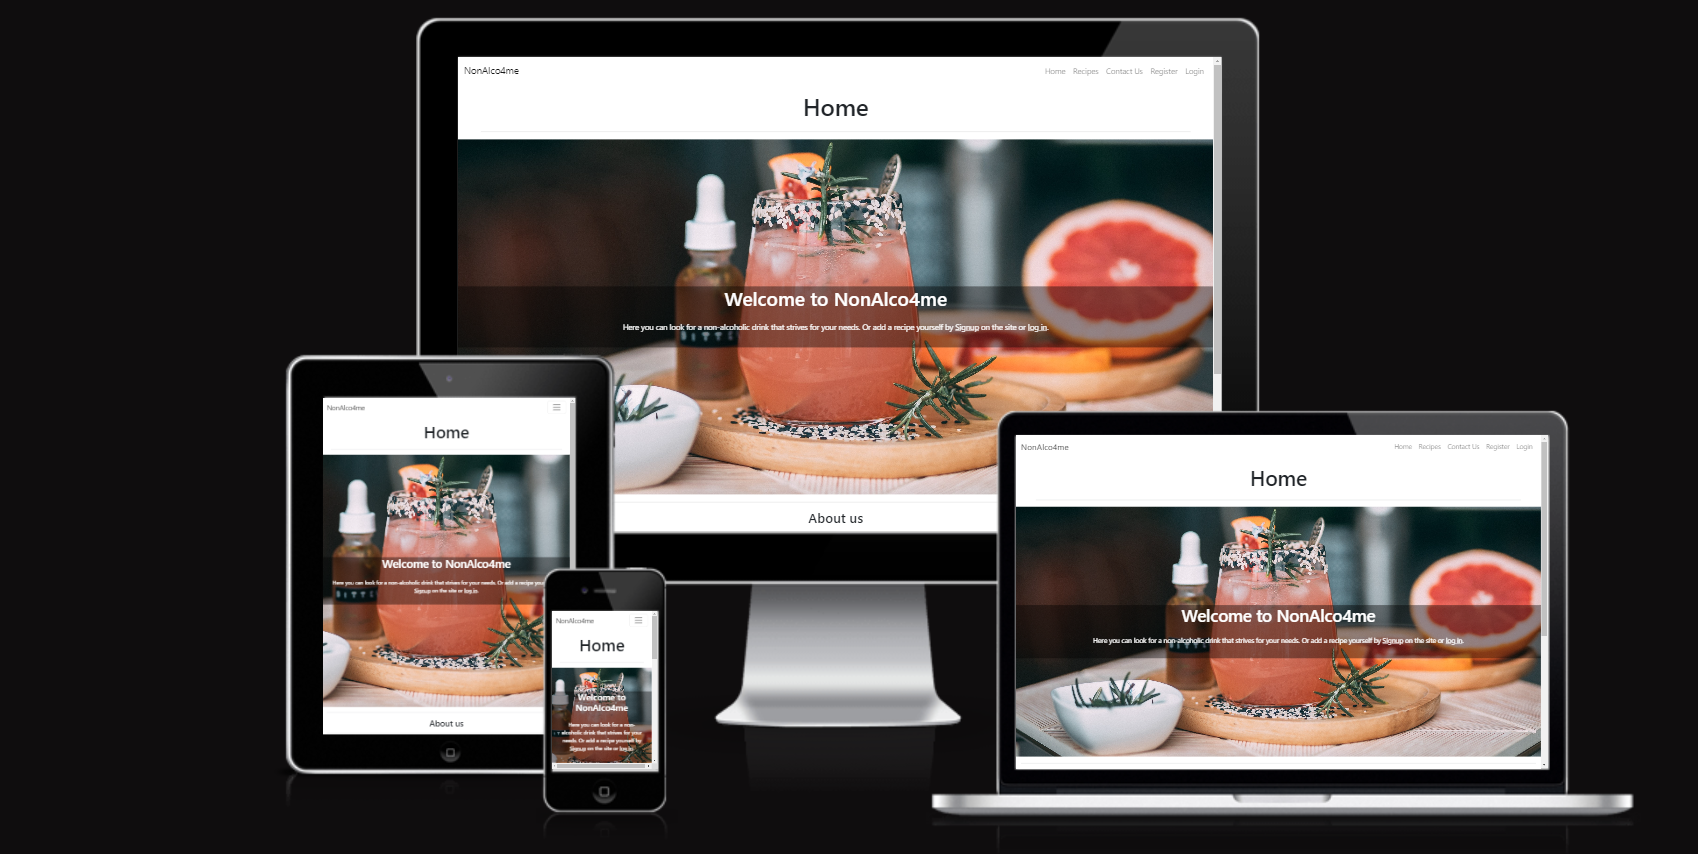 NonAlco4me
Home Recipes Contact Us Register Login
Home
Welcome to NonAlco4me
Here you can look for a non-alcoholic drink that strives for your needs. Or add a recipe yourself by Signup on the site or log in.
BITTE
About us
NonAlco4me
Home
Welcome to NonAlco4me
Here you can look for a non-alcoholic drink that strives for your needs. Or add a recipe you
Signup on the site or log in.
BITTE
About us
NonAlco4me
Home
Welcome to
NonAlco4me
Here you can look for a non-
alcoholic drink that strives for your
needs. Or add a recipe yourself by
Signup on the site or log in
NonAlco4me
Home Recipes Contact Us Register Login
Home
Welcome to NonAlco4me
Here you can look for a non-alcoholic drink that strives for your needs. Or add a recipe yourself by Signup on the site or log in.